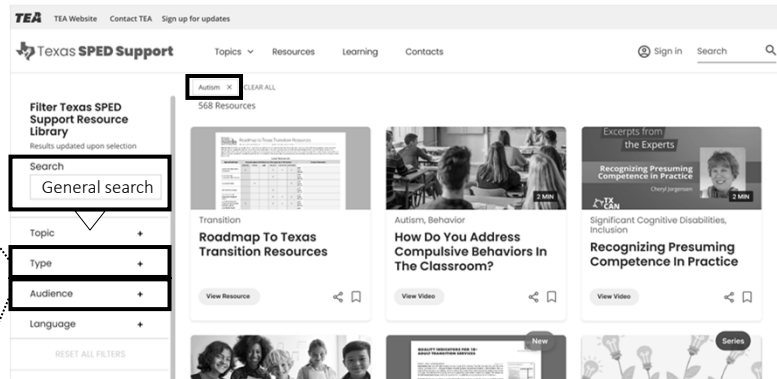 TEA TEA Website Contact TEA Sign up for updates
Texas SPED Support Topics Resources Learning Contacts Sign in Search
Autism × CLEAR ALL
568 Resources
Filter Texas SPED
Support Resource
Library
Results updated upon selection
Search
General search
Topic +
Type +
Audience +
Language +
RESET ALL FILTERS
Roadmap to Texas Transition Resources
Transition
Roadmap To Texas
Transition Resources
View Resource
2 MIN
Autism, Behavior
How Do You Address
Compulsive Behaviors In
The Classroom?
View Video
Excerpts from
the Experts
Recognizing Presuming
Competence in Practice
Cheryl Jorgensen
TX
CAN
2 MIN
Significant Cognitive Disabilities,
Inclusion
Recognizing Presuming
Competence In Practice
View Video
New
QUALITY INDICATORS FOR 18+
ADULT TRANSITION SERVICES
Series